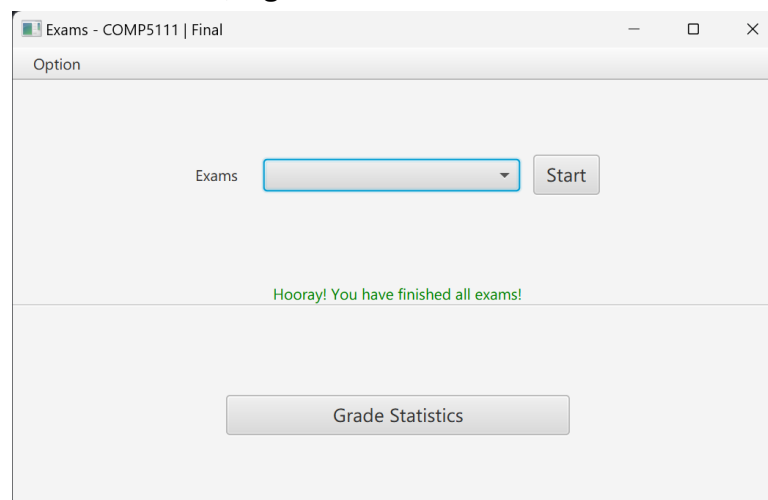 Exams - COMP5111 | Final
Option
Exams
Start
Hooray! You have finished all exams!
Grade Statistics